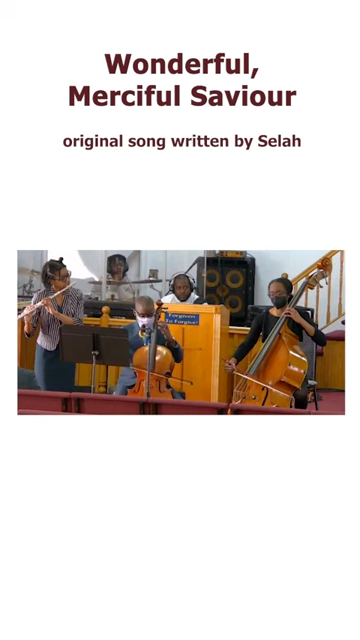 Wonderful,
Merciful Saviour
original song written by Selah
Forgiven
To Forgive